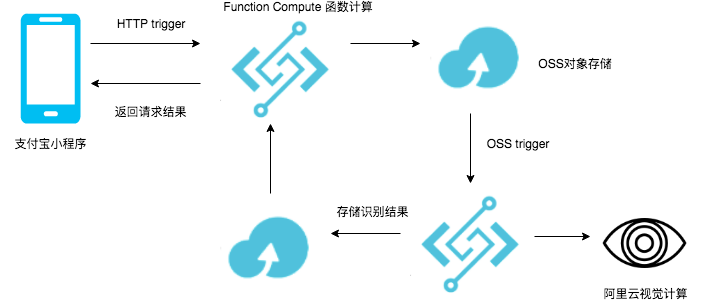 Function Compute 函数计算
HTTP trigger
OSS对象存储
返回请求结果
支付宝小程序
OSS trigger
存储识别结果
阿里云视觉计算